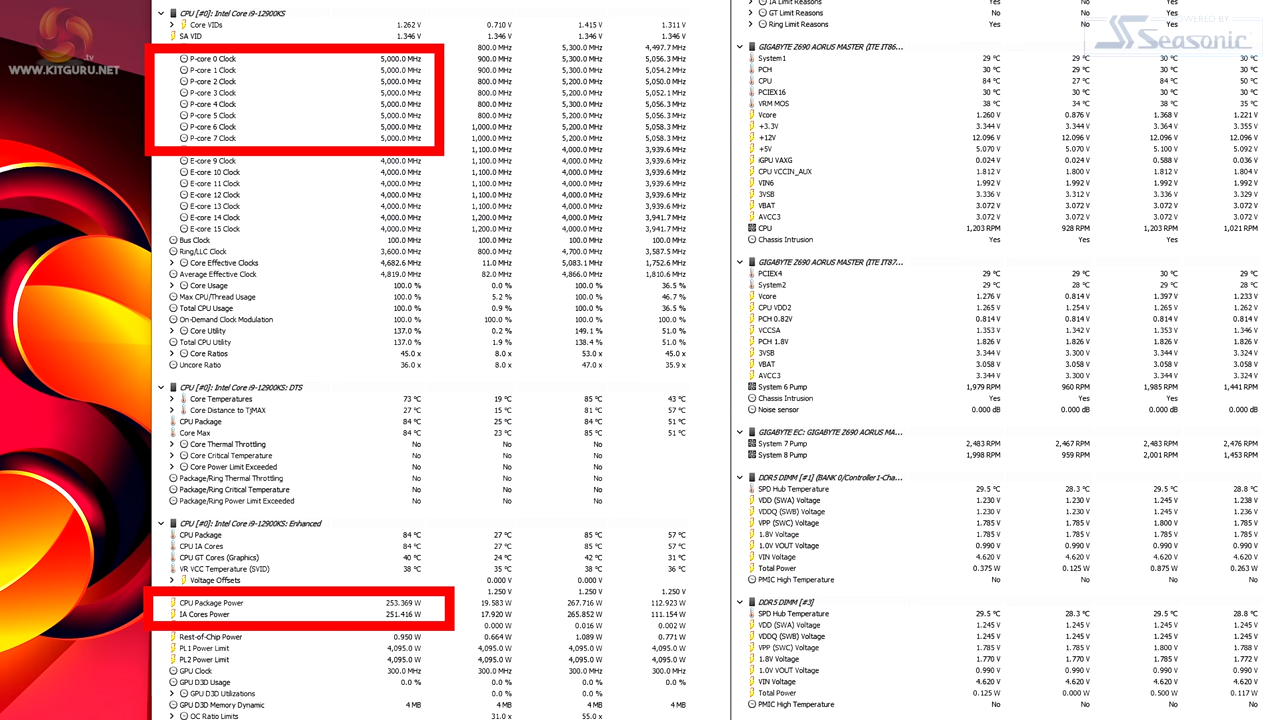 .tv
WWW.KITGURU.NET
CPU [#0]: Intel Core i9-12900KS
Core VIDs 1.262 V 0.710 V 1.415 V 1.311 V
SA VID 1.346 V 1.346 V 1.346 V 1.346 V
800.0 MHz 5,300.0 MHz 4,497.7 MHz
P-core 0 Clock 5,000.0 MHz 900.0 MHz 5,300.0 MHz 5,056.3 MHz
P-core 1 Clock 5,000.0 MHz 900.0 MHz 5,300.0 MHz 5,054.2 MHz
P-core 2 Clock 5,000.0 MHz 800.0 MHz 5,200.0 MHz 5,050.0 MHz
P-core 3 Clock 5,000.0 MHz 800.0 MHz 5,200.0 MHz 5,052.1 MHz
P-core 4 Clock 5,000.0 MHz 800.0 MHz 5,300.0 MHz 5,056.3 MHz
P-core 5 Clock 5,000.0 MHz 800.0 MHz 5,200.0 MHz 5,056.3 MHz
P-core 6 Clock 5,000.0 MHz 1,000.0 MHz 5,200.0 MHz 5,058.3 MHz
P-core 7 Clock 5,000.0 MHz 1,000.0 MHz 5,200.0 MHz 5,058.3 MHz
1,100.0 MHz 4,000.0 MHz 3,939.6 MHz
E-core 9 Clock 4,000.0 MHz 1,100.0 MHz 4,000.0 MHz 3,939.6 MHz
E-core 10 Clock 4,000.0 MHz 1,100.0 MHz 4,000.0 MHz 3,939.6 MHz
E-core 11 Clock 4,000.0 MHz 1,100.0 MHz 4,000.0 MHz 3,939.6 MHz
E-core 12 Clock 4,000.0 MHz 1,100.0 MHz 4,000.0 MHz 3,939.6 MHz
E-core 13 Clock 4,000.0 MHz 1,100.0 MHz 4,000.0 MHz 3,939.6 MHz
E-core 14 Clock 4,000.0 MHz 1,200.0 MHz 4,000.0 MHz 3,941.7 MHz
E-core 15 Clock 4,000.0 MHz 1,200.0 MHz 4,000.0 MHz 3,941.7 MHz
Bus Clock 100.0 MHz 100.0 MHz 100.0 MHz 100.0 MHz
Ring/LLC Clock 3,600.0 MHz 800.0 MHz 4,700.0 MHz 3,587.5 MHz
Core Effective Clocks 4,682.6 MHz 11.0 MHz 5,083.1 MHz 1,752.6 MHz
Average Effective Clock 4,819.0 MHz 82.0 MHz 4,866.0 MHz 1,810.6 MHz
Core Usage 100.0 % 0.0 % 100.0 % 36.5 %
Max CPU/Thread Usage 100.0 % 5.2 % 100.0 % 46.7 %
Total CPU Usage 100.0 % 0.9 % 100.0 % 36.5 %
On-Demand Clock Modulation 100.0 % 100.0 % 100.0 % 100.0 %
Core Utility 137.0 % 0.2 % 149.1 % 51.0 %
Total CPU Utility 137.0 % 1.9 % 138.4 % 51.0 %
Core Ratios 45.0 x 8.0 x 53.0 x 45.0 x
Uncore Ratio 36.0 x 8.0 x 47.0 x 35.9 x
CPU [#0]: Intel Core i9-12900KS: DTS
Core Temperatures 73 °C 19 °C 85 °C 43 °C
Core Distance to TjMAX 27 °C 15 °C 81 °C 57 °C
CPU Package 84 °C 25 °C 84 °C 51 °C
Core Max 84 °C 23 °C 85 °C 51 °C
Core Thermal Throttling No No No
Core Critical Temperature No No No
Core Power Limit Exceeded No No No
Package/Ring Thermal Throttling No No No
Package/Ring Critical Temperature No No No
Package/Ring Power Limit Exceeded No No No
CPU [#0]: Intel Core i9-12900KS: Enhanced
CPU Package 84 °C 27 °C 85 °C 57 °C
CPU IA Cores 84 °C 27 °C 85 °C 57 °C
CPU GT Cores (Graphics) 40 °C 24 °C 42 °C 31 °C
VR VCC Temperature (SVID) 38 °C 35 °C 38 °C 36 °C
Voltage Offsets 0.000 V 0.000 V
1.250 V 1.250 V 1.250 V
CPU Package Power 253.369 W 19.583 W 267.716 W 112.923 W
IA Cores Power 251.416 W 17.920 W 265.852 W 111.154 W
0.000 W 0.016 W 0.002 W
Rest-of-Chip Power 0.950 W 0.664 W 1.089 W 0.771 W
PL1 Power Limit 4,095.0 W 4,095.0 W 4,095.0 W 4,095.0 W
PL2 Power Limit 4,095.0 W 4,095.0 W 4,095.0 W 4,095.0 W
GPU Clock 300.0 MHz 300.0 MHz 300.0 MHz 300.0 MHz
GPU D3D Usage 0.0 % 0.0 % 0.0 % 0.0 %
GPU D3D Utilizations 0.0 % 0.0 %
GPU D3D Memory Dynamic 4 MB 4 MB 4 MB 4 MB
OC Ratio Limits 31.0 x 55.0 x
IA Limit Reasons Yes No Yes
GT Limit Reasons Yes No Yes
Ring Limit Reasons Yes No Yes
POWERED BY
Seasonic
GIGABYTE Z690 AORUS MASTER (ITE IT86...
System1 29 °C 29 °C 30 °C 29 °C
PCH 30 °C 29 °C 30 °C 30 °C
CPU 84 °C 27 °C 84 °C 50 °C
PCIEX16 30 °C 30 °C 30 °C 30 °C
VRM MOS 38 °C 34 °C 38 °C 35 °C
Vcore 1.260 V 0.876 V 1.368 V 1.221 V
+3.3V 3.344 V 3.344 V 3.364 V 3.355 V
+12V 12.096 V 12.096 V 12.096 V 12.096 V
+5V 5.070 V 5.070 V 5.100 V 5.092 V
iGPU VAXG 0.024 V 0.024 V 0.588 V 0.036 V
CPU VCCIN_AUX 1.812 V 1.800 V 1.812 V 1.804 V
VIN6 1.992 V 1.992 V 1.992 V 1.992 V
3VSB 3.336 V 3.312 V 3.336 V 3.329 V
VBAT 3.072 V 3.072 V 3.072 V 3.072 V
AVCC3 3.072 V 3.072 V 3.072 V 3.072 V
CPU 1,203 RPM 928 RPM 1,203 RPM 1,021 RPM
Chassis Intrusion Yes Yes Yes
GIGABYTE Z690 AORUS MASTER (ITE IT87...
PCIEX4 29 °C 29 °C 30 °C 29 °C
System2 29 °C 28 °C 29 °C 28 °C
Vcore 1.276 V 0.814 V 1.397 V 1.233 V
CPU VDD2 1.265 V 1.254 V 1.265 V 1.262 V
PCH 0.82V 0.814 V 0.814 V 0.814 V 0.814 V
VCCSA 1.353 V 1.342 V 1.353 V 1.346 V
PCH 1.8V 1.826 V 1.826 V 1.826 V 1.826 V
3VSB 3.344 V 3.300 V 3.344 V 3.324 V
VBAT 3.058 V 3.058 V 3.058 V 3.058 V
AVCC3 3.344 V 3.300 V 3.344 V 3.324 V
System 6 Pump 1,979 RPM 960 RPM 1,985 RPM 1,441 RPM
Chassis Intrusion Yes Yes Yes
Noise sensor 0.000 dB 0.000 dB 0.000 dB 0.000 dB
GIGABYTE EC: GIGABYTE Z690 AORUS MA...
System 7 Pump 2,483 RPM 2,467 RPM 2,483 RPM 2,476 RPM
System 8 Pump 1,998 RPM 959 RPM 2,001 RPM 1,453 RPM
DDR5 DIMM [#1] (BANK 0/Controller 1-Cha...
SPD Hub Temperature 29.5 °C 28.3 °C 29.5 °C 28.8 °C
VDD (SWA) Voltage 1.230 V 1.230 V 1.245 V 1.238 V
VDDQ (SWB) Voltage 1.230 V 1.230 V 1.245 V 1.236 V
VPP (SWC) Voltage 1.785 V 1.785 V 1.800 V 1.785 V
1.8V Voltage 1.785 V 1.785 V 1.785 V 1.785 V
1.0V VOUT Voltage 0.990 V 0.990 V 0.990 V 0.990 V
VIN Voltage 4.620 V 4.620 V 4.620 V 4.620 V
Total Power 0.375 W 0.125 W 0.875 W 0.263 W
PMIC High Temperature No No No
DDR5 DIMM [#3]
SPD Hub Temperature 29.5 °C 28.3 °C 29.5 °C 29.0 °C
VDD (SWA) Voltage 1.245 V 1.245 V 1.245 V 1.245 V
VDDQ (SWB) Voltage 1.245 V 1.245 V 1.245 V 1.245 V
VPP (SWC) Voltage 1.785 V 1.785 V 1.800 V 1.788 V
1.8V Voltage 1.770 V 1.770 V 1.785 V 1.772 V
1.0V VOUT Voltage 0.990 V 0.990 V 0.990 V 0.990 V
VIN Voltage 4.620 V 4.620 V 4.620 V 4.620 V
Total Power 0.125 W 0.000 W 0.500 W 0.117 W
PMIC High Temperature No No No